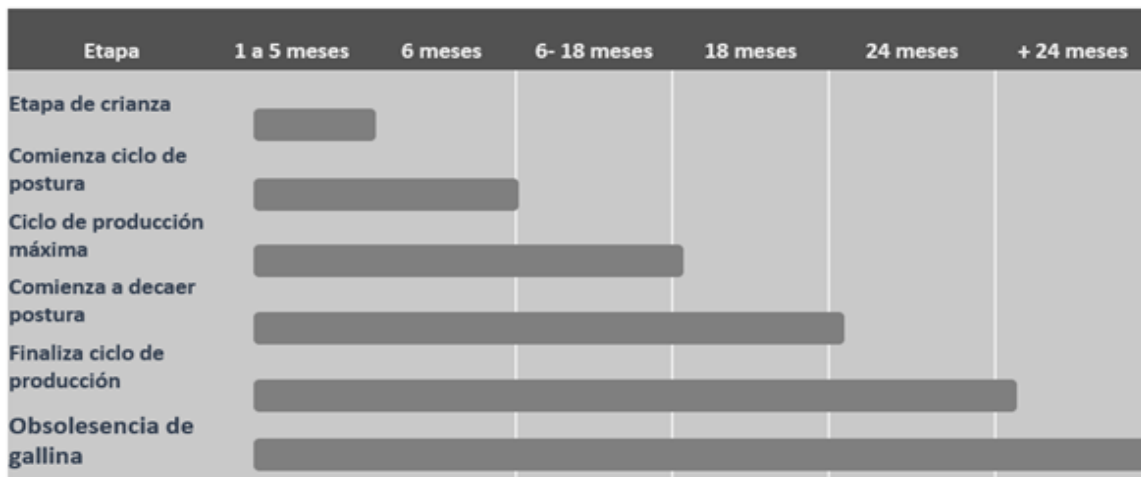 Etapa 1 a 5 meses 6 meses 6- 18 meses 18 meses 24 meses + 24 meses
Etapa de crianza
Comienza ciclo de
postura
Ciclo de producción
máxima
Comienza a decaer
postura
Finaliza ciclo de
producción
Obsolesencia de
gallina